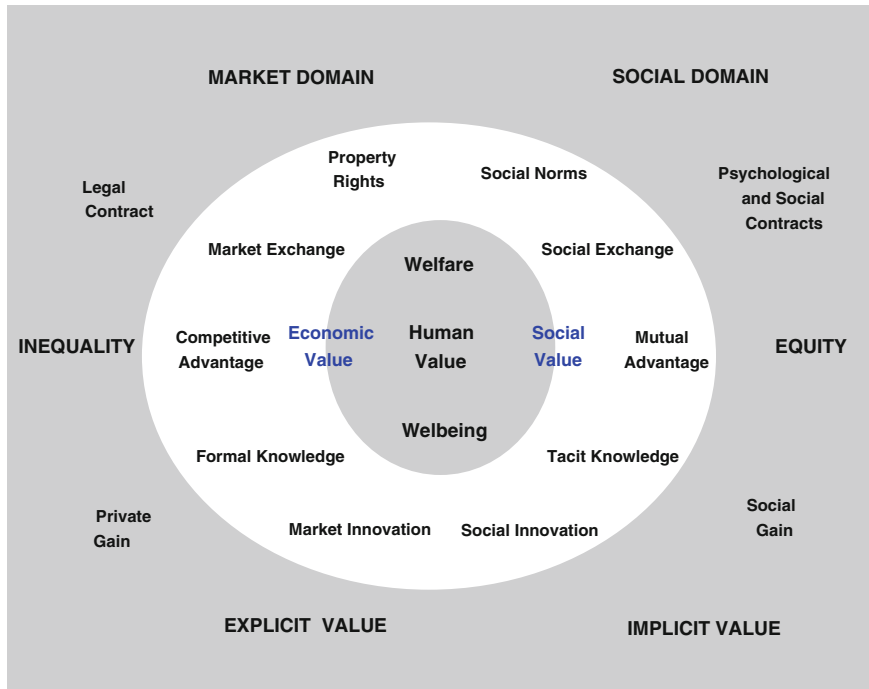 MARKET DOMAIN
SOCIAL DOMAIN
Property
Rights
Social Norms
Legal
Contract
Psychological
and Social
Contracts
Market Exchange
Welfare
Social Exchange
INEQUALITY
Competitive
Advantage
Economic
Value
Human
Value
Social
Value
Mutual
Advantage
EQUITY
Welbeing
Formal Knowledge
Tacit Knowledge
Private
Gain
Market Innovation
Social Innovation
Social
Gain
EXPLICIT VALUE
IMPLICIT VALUE